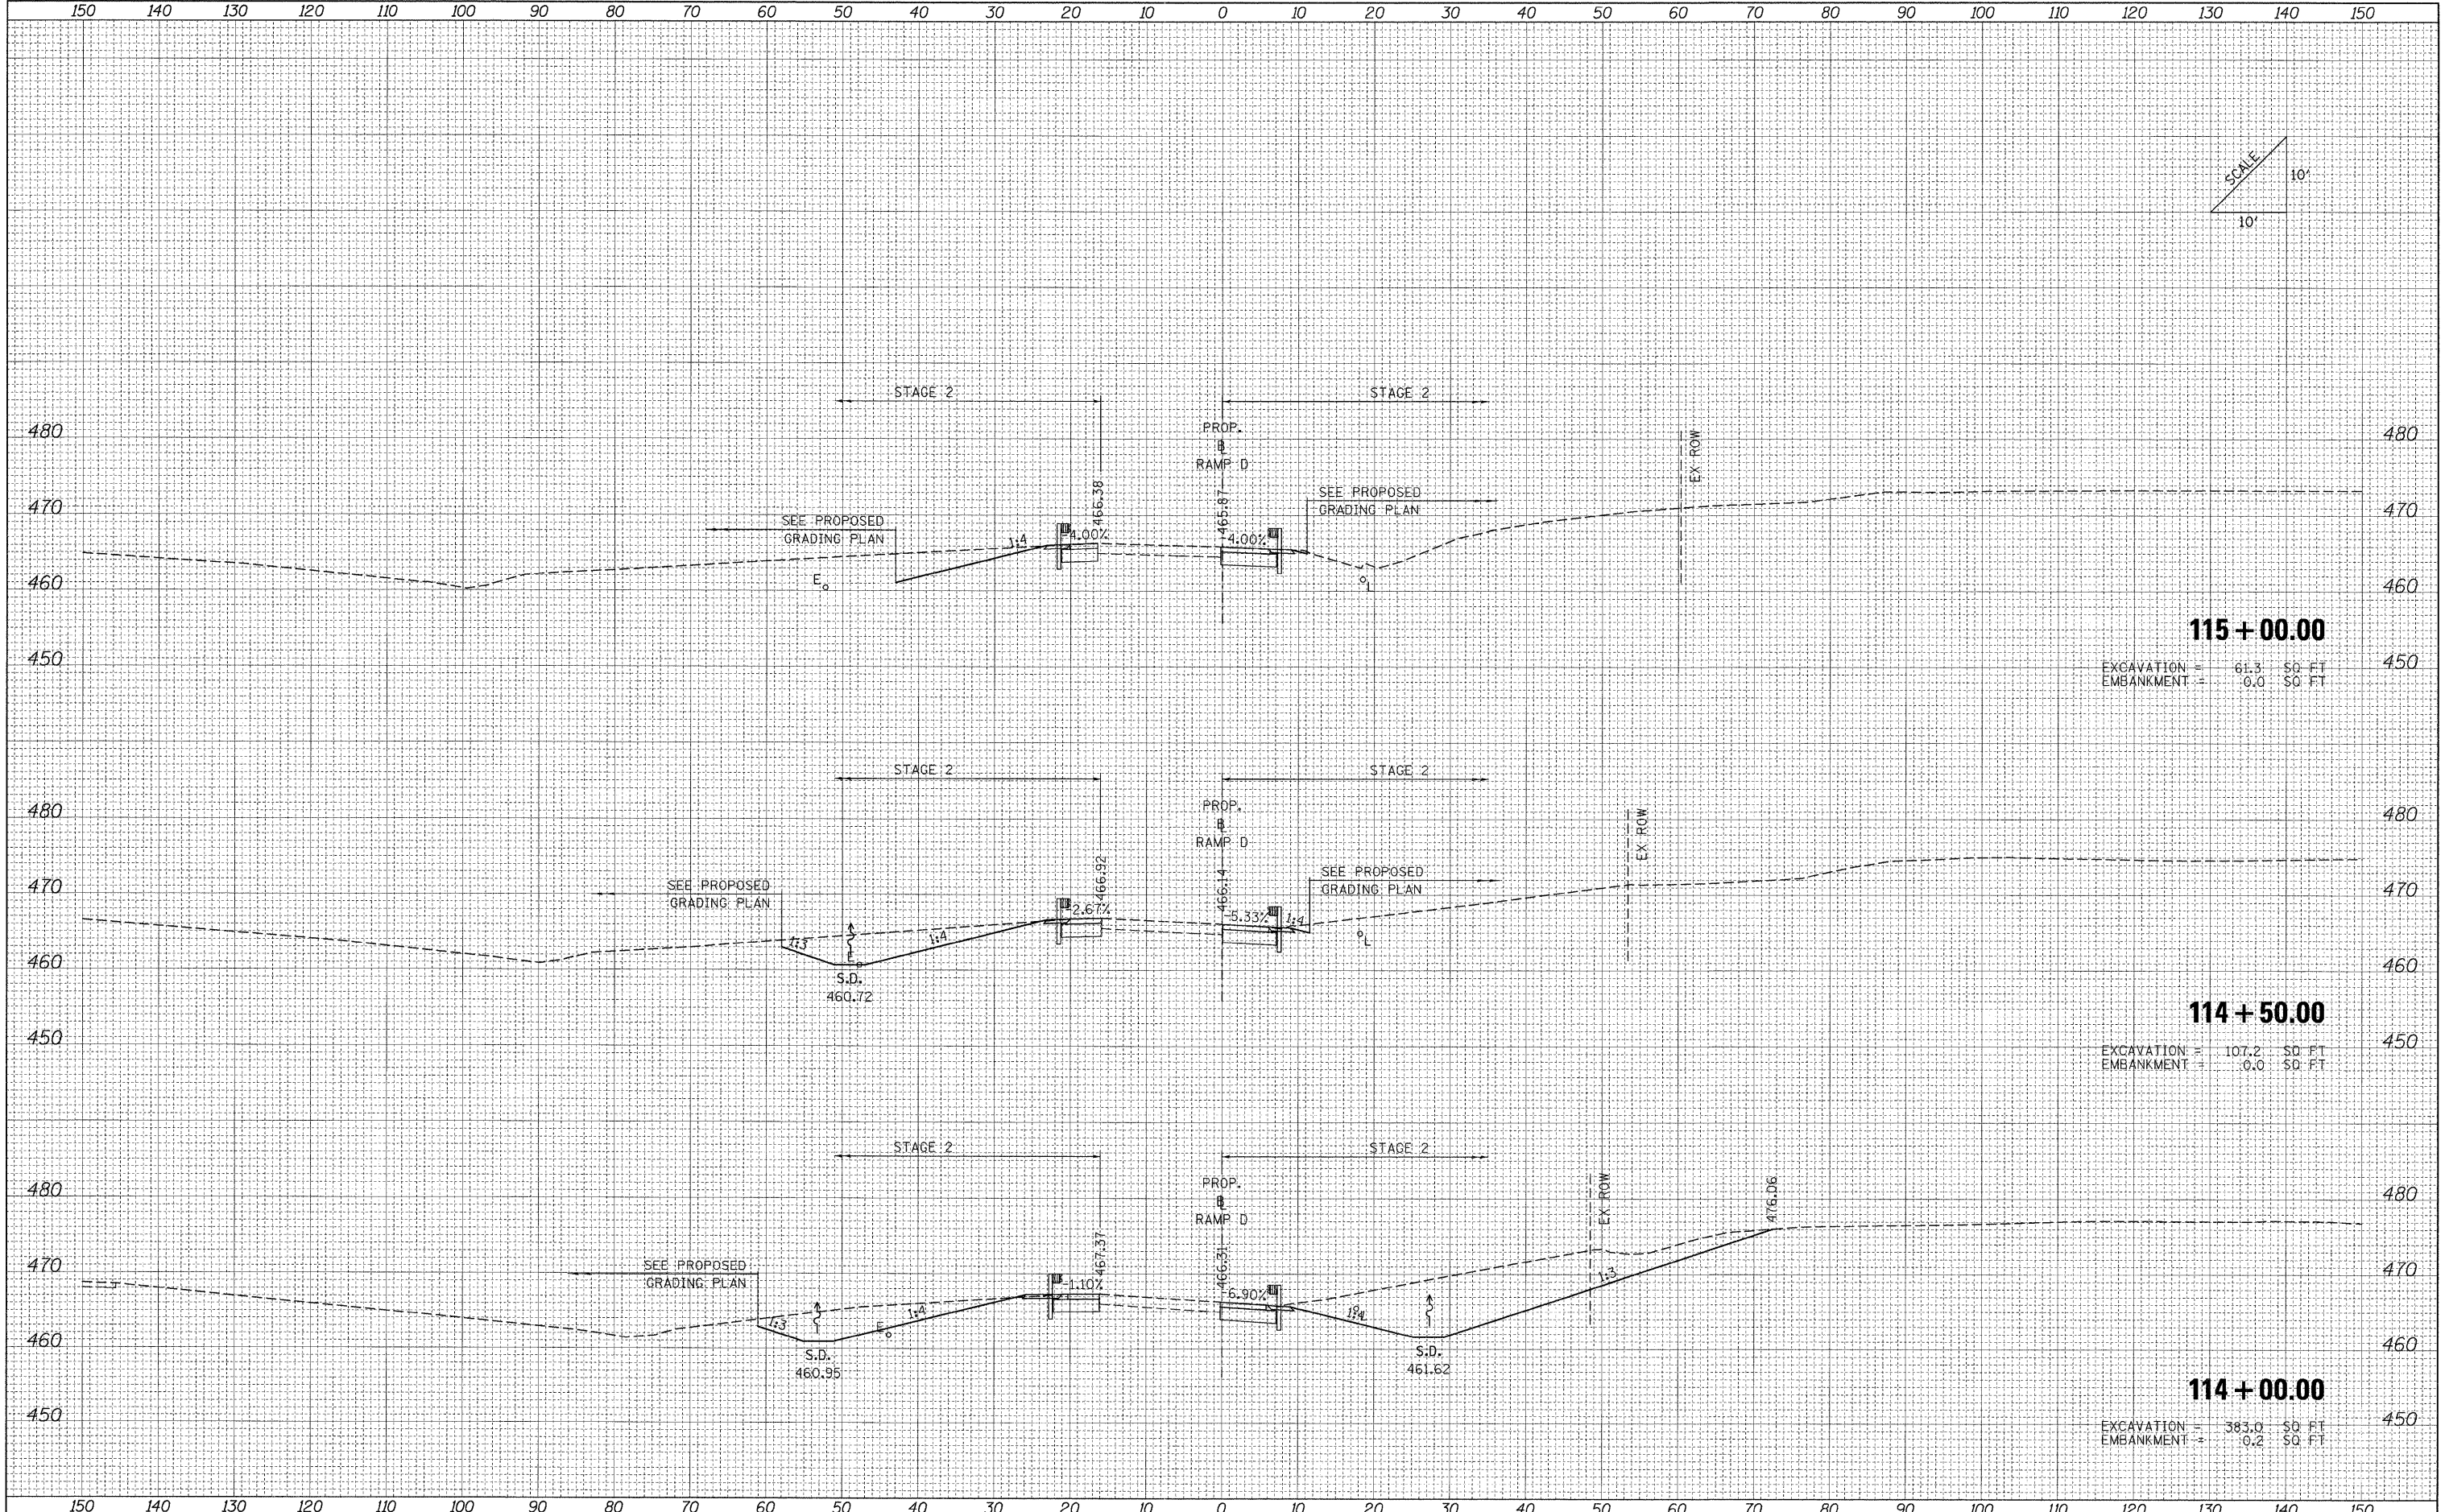 150 140 130 120 110 100 90 80 70 60 50 40 30 20 10 0 10 20 30 40 50 60 70 80 90 100 110 120 130 140 150
SCALE
10'
10'
STAGE 2 STAGE 2
480 PROP. 480
RAMP D
EX ROW
466.38
465.87
470 470
SEE PROPOSED
GRADING PLAN
SEE PROPOSED
GRADING PLAN
1:4
-4.00%
-4.00%
E
L
460 460
115+00.00
450 450
EXCAVATION = 61.3 SQ FT
EMBANKMENT = 0.0 SQ FT
STAGE 2 STAGE 2
480 PROP. 480
RAMP D
EX ROW
466.92
466.14
470 470
SEE PROPOSED
GRADING PLAN
SEE PROPOSED
GRADING PLAN
1:3
1:4
-2.67%
-5.33%
1:4
E
L
460 460
S.D.
460.72
114+50.00
450 450
EXCAVATION = 107.2 SQ FT
EMBANKMENT = 0.0 SQ FT
STAGE 2 STAGE 2
480 PROP. 480
RAMP D
EX ROW
476.06
467.37
466.31
470 470
SEE PROPOSED
GRADING PLAN
1:3
1:4
-1.10%
-6.90%
1:4
1:3
E
460 460
S.D.
460.95
S.D.
461.62
114+00.00
450 450
EXCAVATION = 383.0 SQ FT
EMBANKMENT = 0.2 SQ FT
150 140 130 120 110 100 90 80 70 60 50 40 30 20 10 0 10 20 30 40 50 60 70 80 90 100 110 120 130 140 150